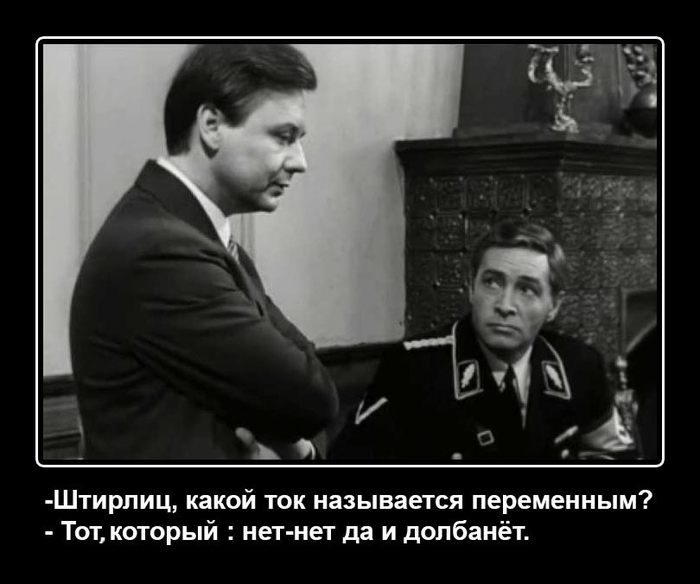 -Штирлиц, какой ток называется переменным?
- Тот, который : нет-нет да и долбанёт.